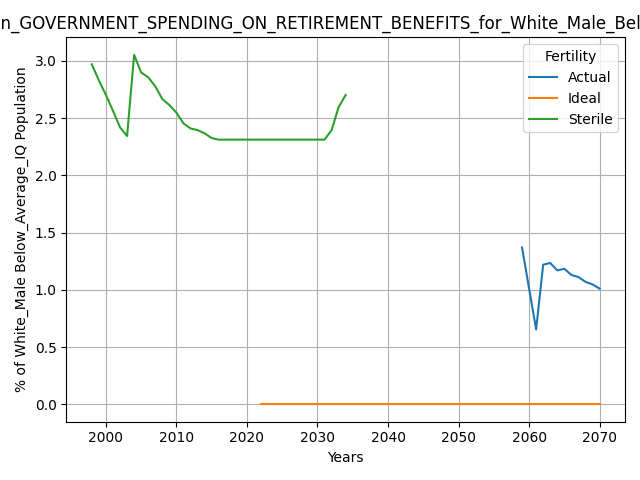 n_GOVERNMENT_SPENDING_ON_RETIREMENT_BENEFITS_for_White_Male_Bel
Fertility
Actual
Ideal
Sterile
% of White_Male Below_Average_IQ Population
3.0
2.5
2.0
1.5
1.0
0.5
0.0
2000 2010 2020 2030 2040 2050 2060 2070
Years